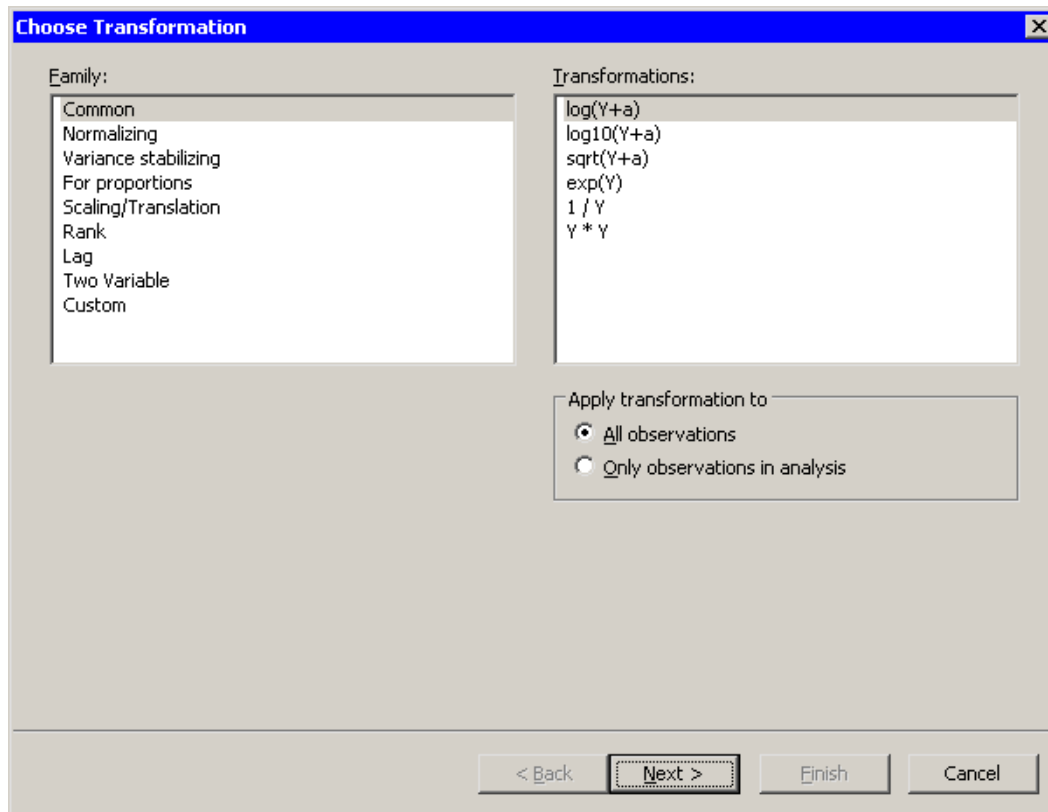 Choose Transformation
Family:
Common
Normalizing
Variance stabilizing
For proportions
Scaling/Translation
Rank
Lag
Two Variable
Custom
Transformations:
log(Y+a)
log10(Y+a)
sqrt(Y+a)
exp(Y)
1 / Y
Y * Y
Apply transformation to
All observations
Only observations in analysis
< Back
Next >
Finish
Cancel